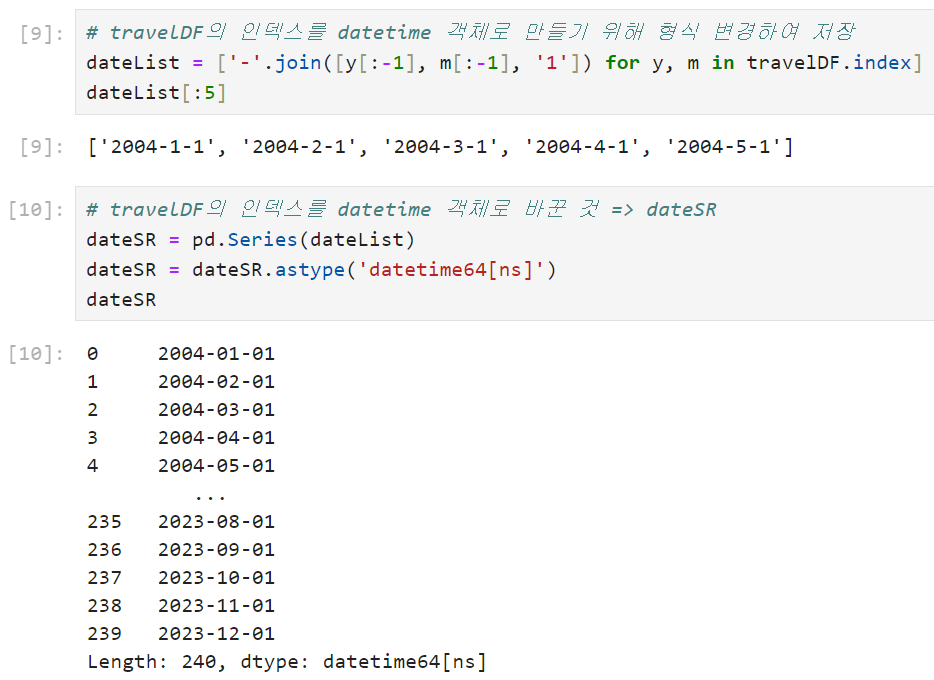 [9]: # travelDF의 인덱스를 datetime 객체로 만들기 위해 형식 변경하여 저장
dateList = ['-'.join([y[:-1], m[:-1], '1']) for y, m in travelDF.index]
dateList[:5]
[9]: ['2004-1-1', '2004-2-1', '2004-3-1', '2004-4-1', '2004-5-1']
[10]: # travelDF의 인덱스를 datetime 객체로 바꾼 것 => dateSR
dateSR = pd.Series(dateList)
dateSR = dateSR.astype('datetime64[ns]')
dateSR
[10]: 0 2004-01-01
1 2004-02-01
2 2004-03-01
3 2004-04-01
4 2004-05-01
...
235 2023-08-01
236 2023-09-01
237 2023-10-01
238 2023-11-01
239 2023-12-01
Length: 240, dtype: datetime64[ns]